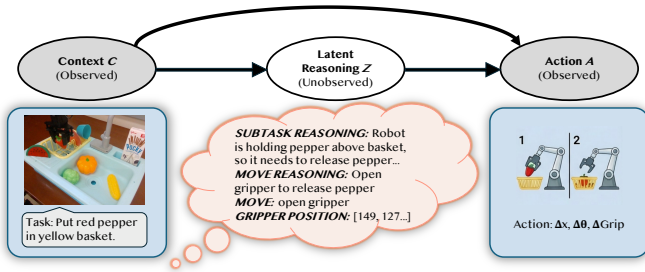 Context C
(Observed)
Latent
Reasoning Z
(Unobserved)
Action A
(Observed)
Task: Put red pepper
in yellow basket.
SUBTASK REASONING: Robot
is holding pepper above basket,
so it needs to release pepper...
MOVE REASONING: Open
gripper to release pepper
MOVE: open gripper
GRIPPER POSITION: [149, 127...]
1 2
Action: Δx, Δθ, ΔGrip